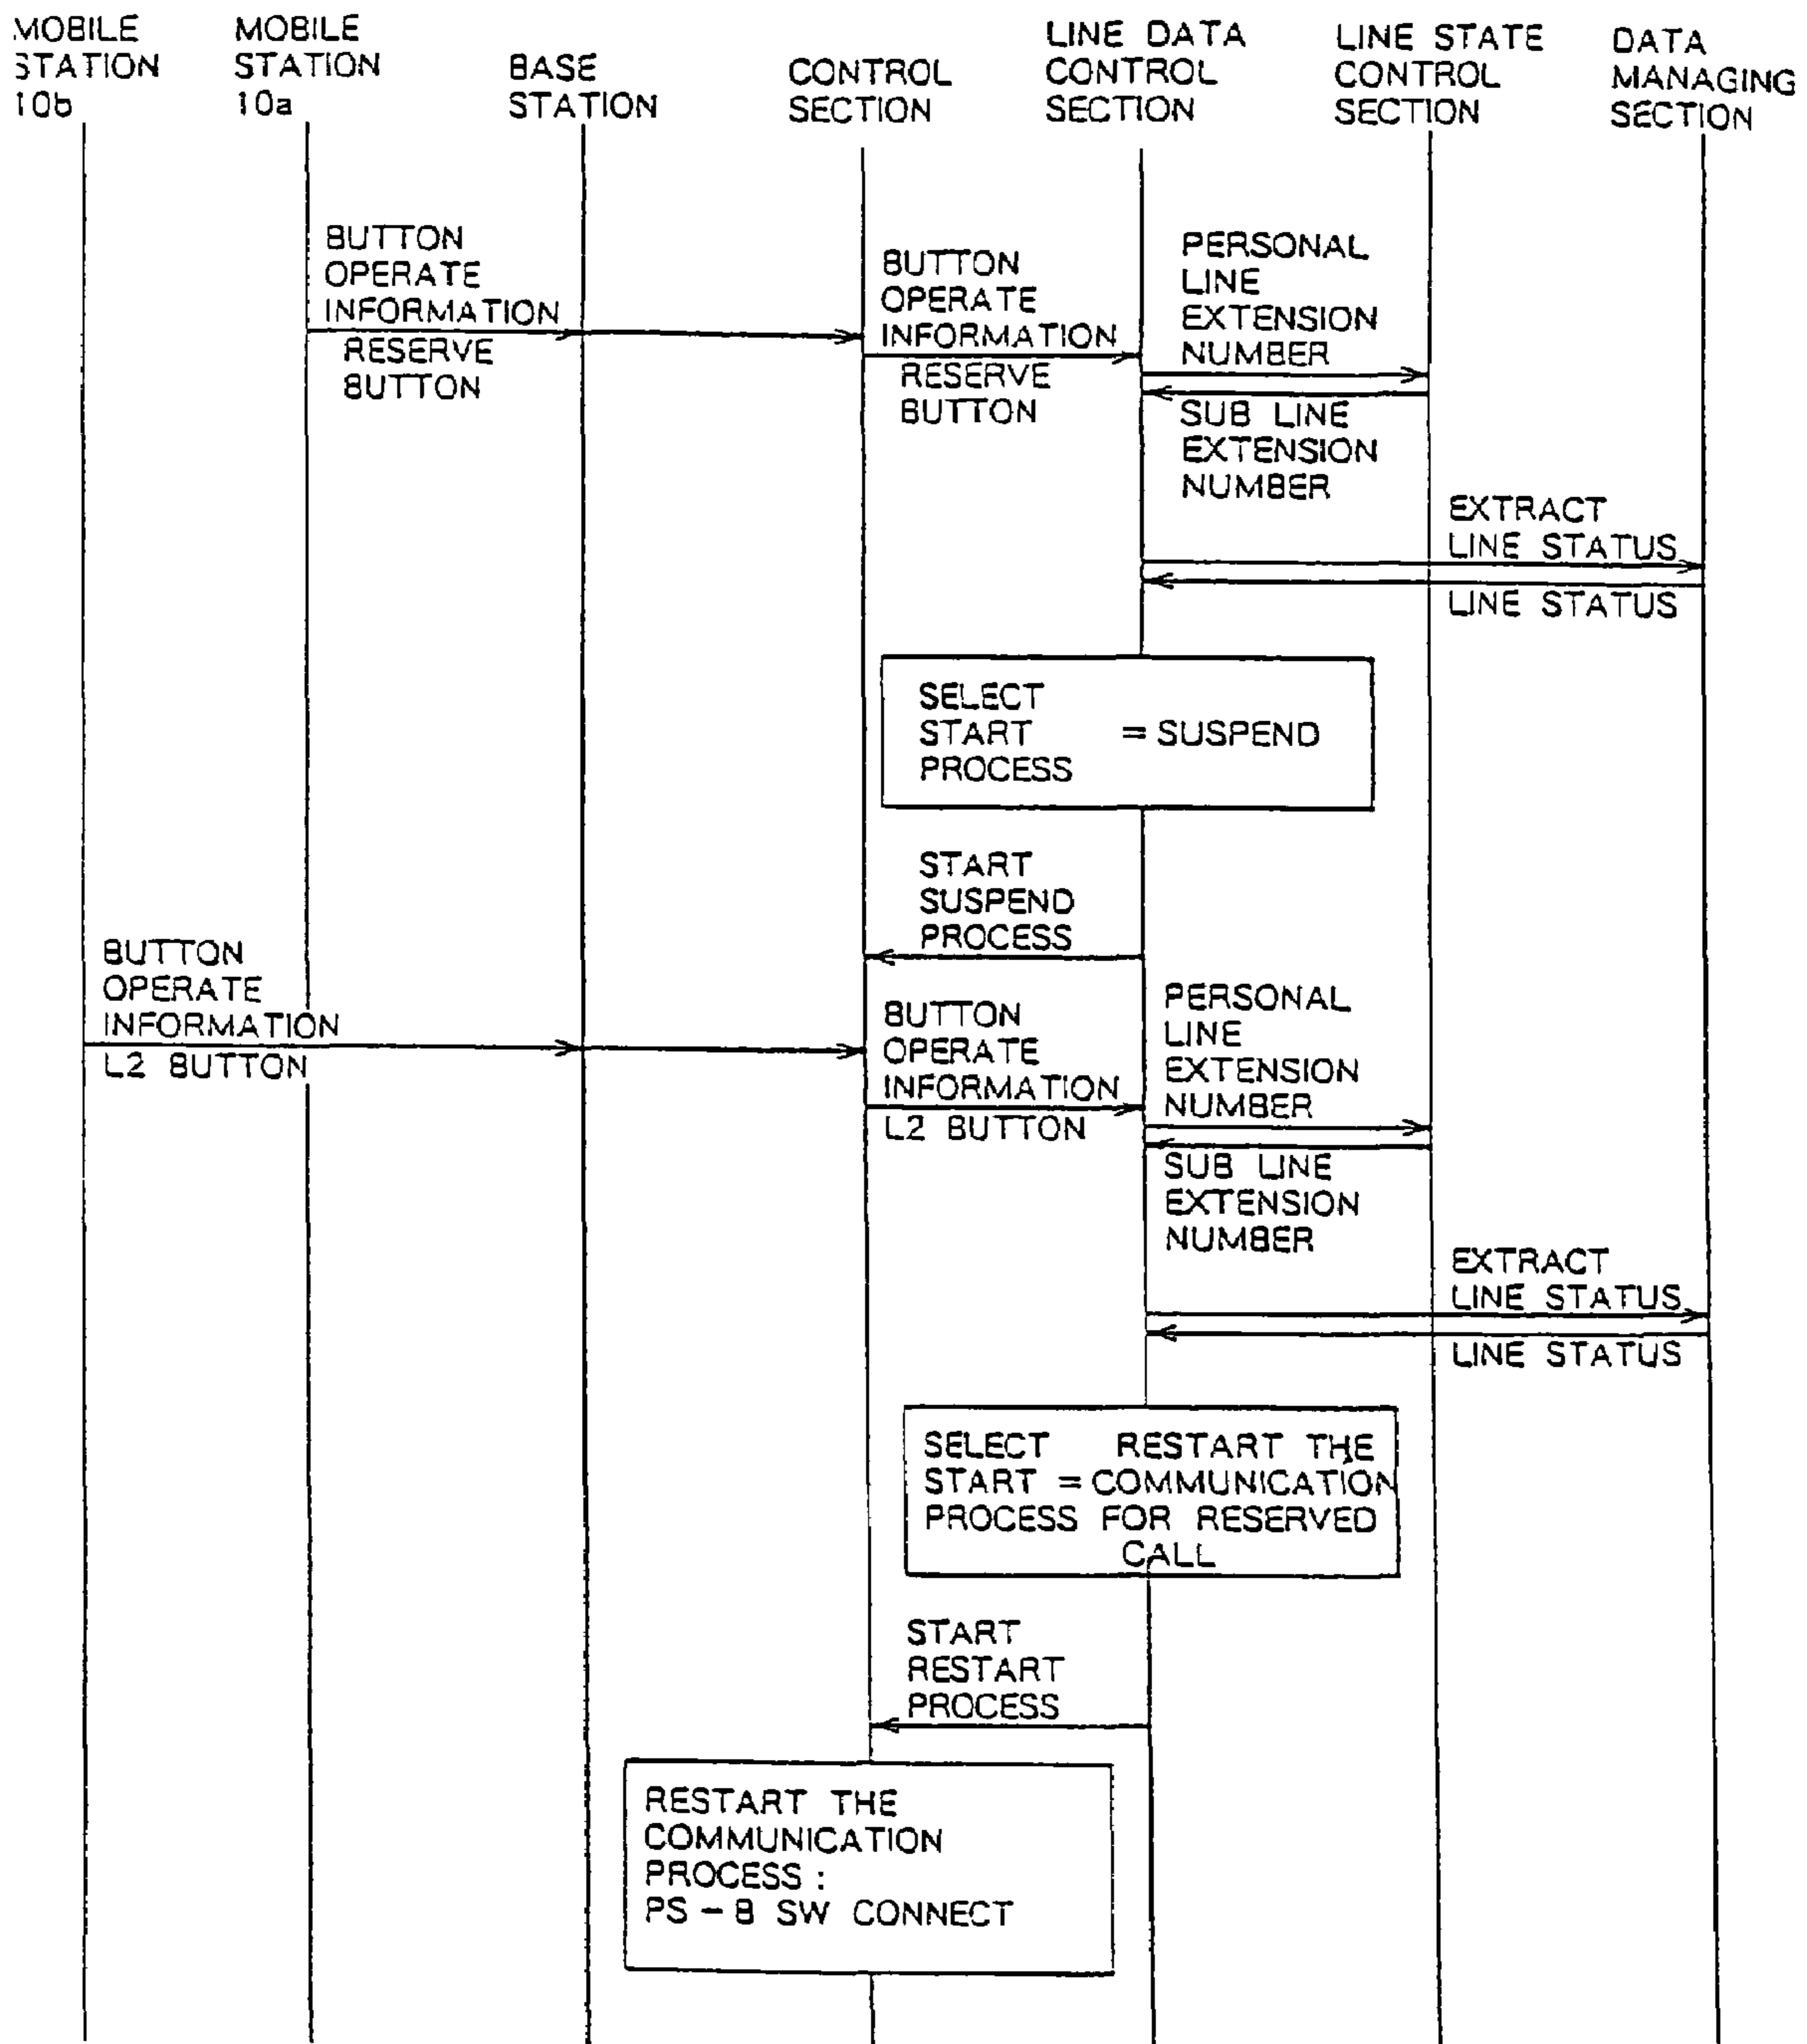 MOBILE
STATION
10b
MOBILE
STATION
10a
BASE
STATION
CONTROL
SECTION
LINE DATA
CONTROL
SECTION
LINE STATE
CONTROL
SECTION
DATA
MANAGING
SECTION
BUTTON
OPERATE
INFORMATION
RESERVE
BUTTON
BUTTON
OPERATE
INFORMATION
RESERVE
BUTTON
PERSONAL
LINE
EXTENSION
NUMBER
SUB LINE
EXTENSION
NUMBER
EXTRACT
LINE STATUS
LINE STATUS
SELECT
START = SUSPEND
PROCESS
START
SUSPEND
PROCESS
BUTTON
OPERATE
INFORMATION
L2 BUTTON
BUTTON
OPERATE
INFORMATION
L2 BUTTON
PERSONAL
LINE
EXTENSION
NUMBER
SUB LINE
EXTENSION
NUMBER
EXTRACT
LINE STATUS
LINE STATUS
SELECT RESTART THE
START = COMMUNICATION
PROCESS FOR RESERVED
CALL
START
RESTART
PROCESS
RESTART THE
COMMUNICATION
PROCESS :
PS - B SW CONNECT